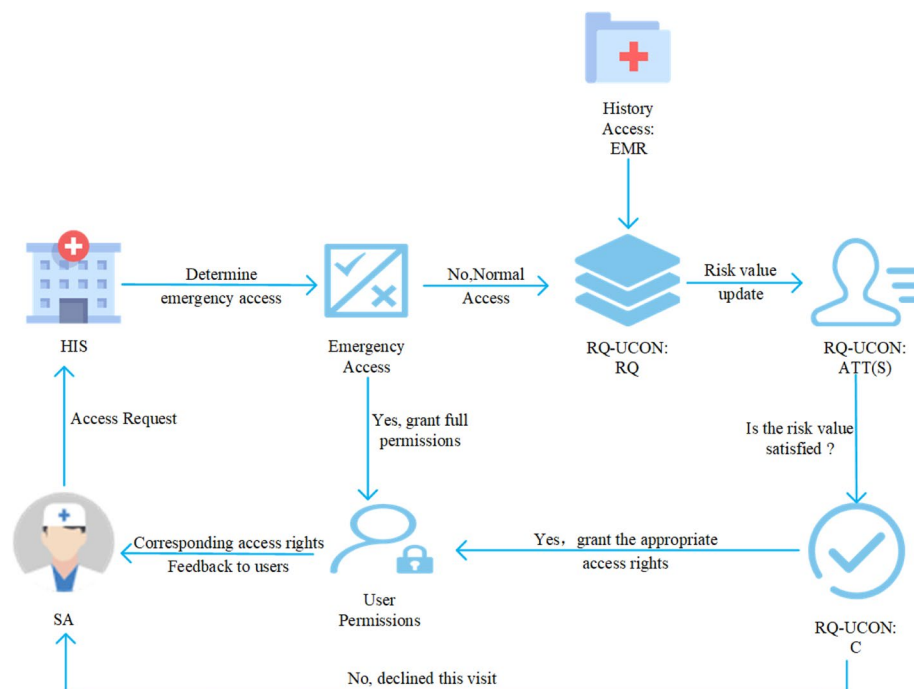 History
Access:
EMR
Determine
emergency access
No,Normal
Access
Risk value
update
HIS
Emergency
Access
RQ-UCON:
RQ
RQ-UCON:
ATT(S)
Access Request
Yes, grant full
permissions
Is the risk value
satisfied ?
Corresponding access rights
Feedback to users
Yes，grant the appropriate
access rights
SA
User
Permissions
RQ-UCON:
C
No, declined this visit